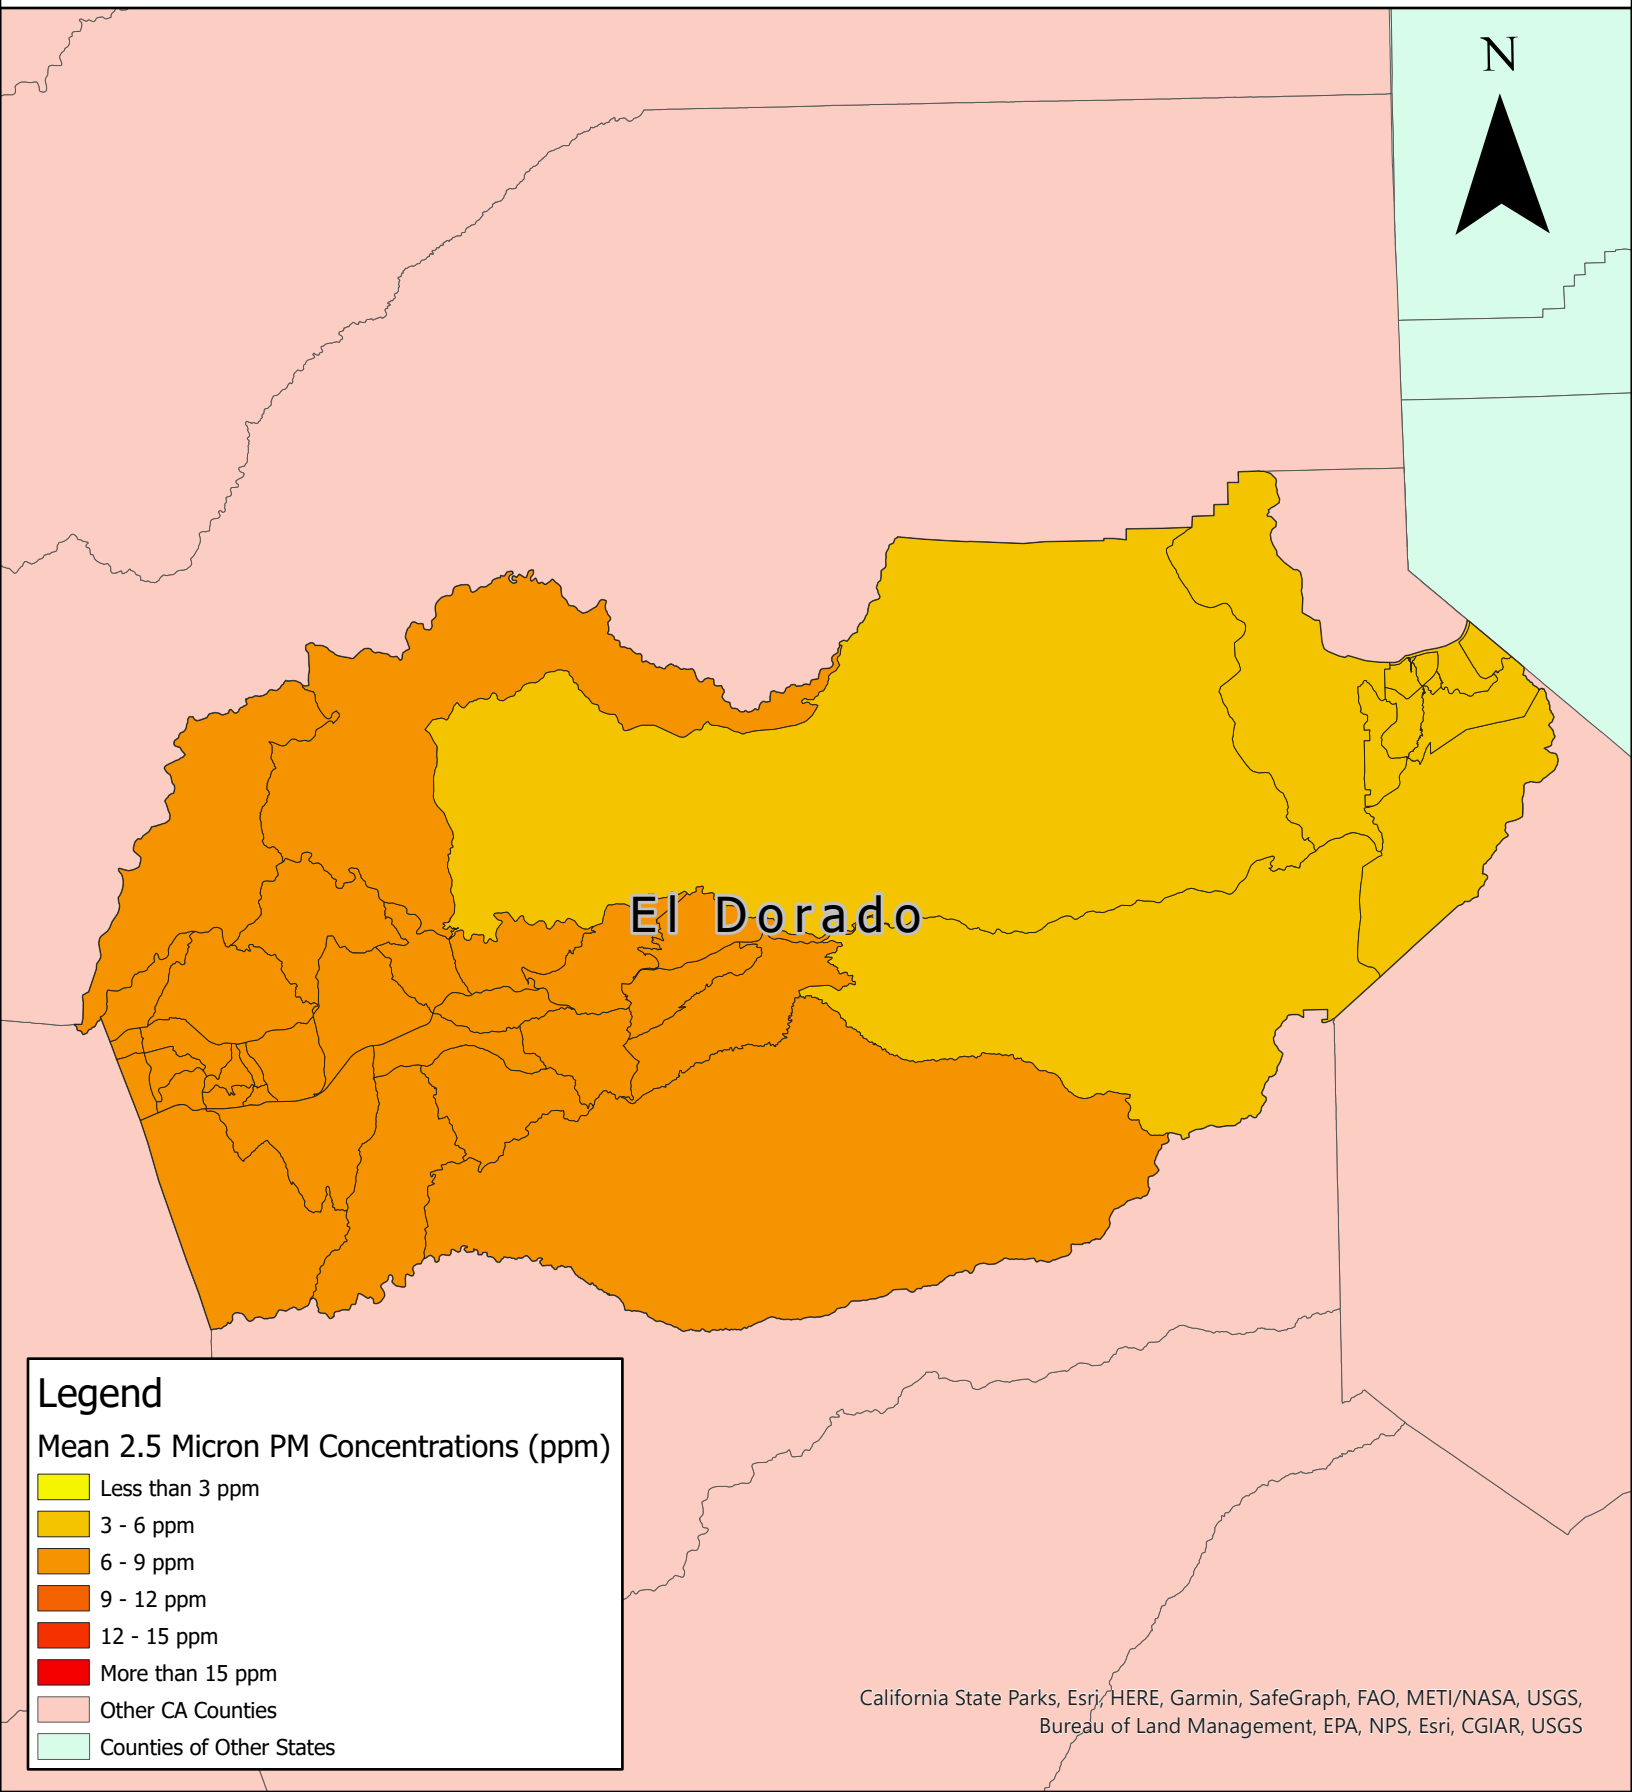 N
El Dorado
Legend
Mean 2.5 Micron PM Concentrations (ppm)
Less than 3 ppm
3 - 6 ppm
6 - 9 ppm
9 - 12 ppm
12 - 15 ppm
More than 15 ppm
Other CA Counties
Counties of Other States
California State Parks, Esri, HERE, Garmin, SafeGraph, FAO, METI/NASA, USGS,
Bureau of Land Management, EPA, NPS, Esri, CGIAR, USGS